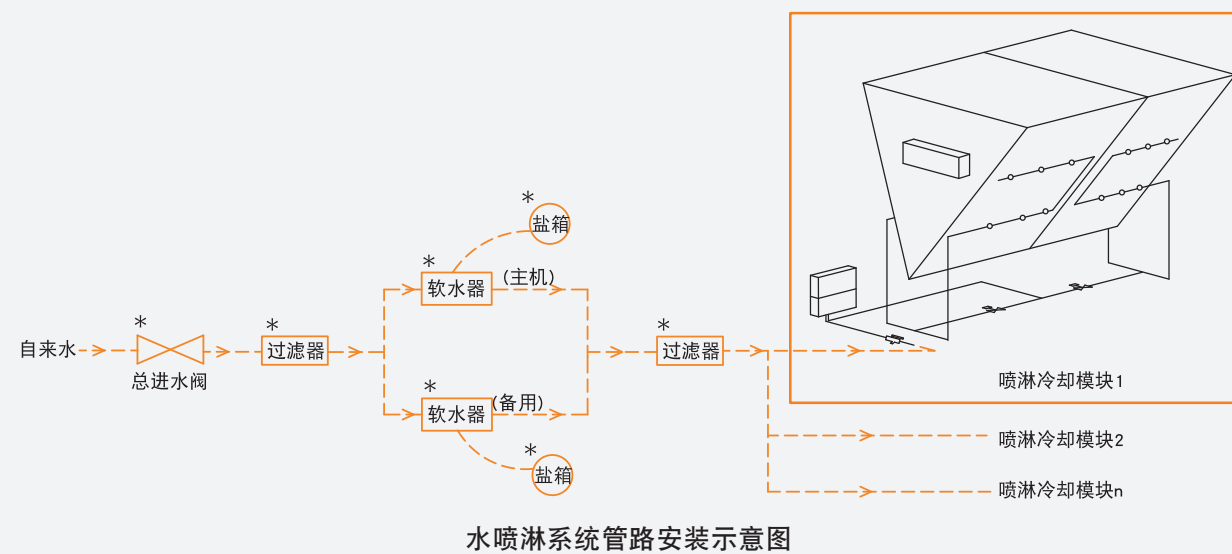 *
盐箱
*
软水器
(主机)
自来水
*
总进水阀
*
过滤器
*
过滤器
*
软水器
(备用)
*
盐箱
喷淋冷却模块1
喷淋冷却模块2
喷淋冷却模块n
水喷淋系统管路安装示意图